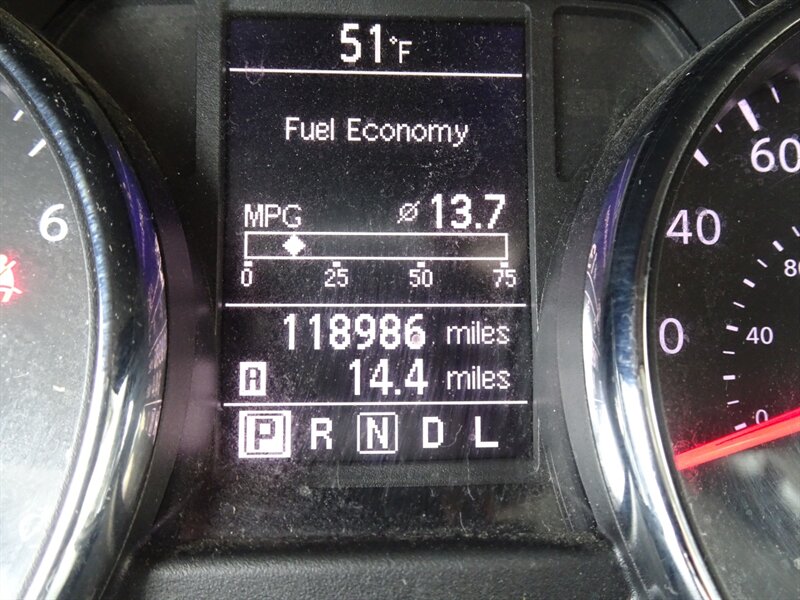 51°F
Fuel Economy
MPG ⌀ 13.7
0 25 50 75
118986 miles
A 14.4 miles
P R N D L
6
60
40
20
80
40
0